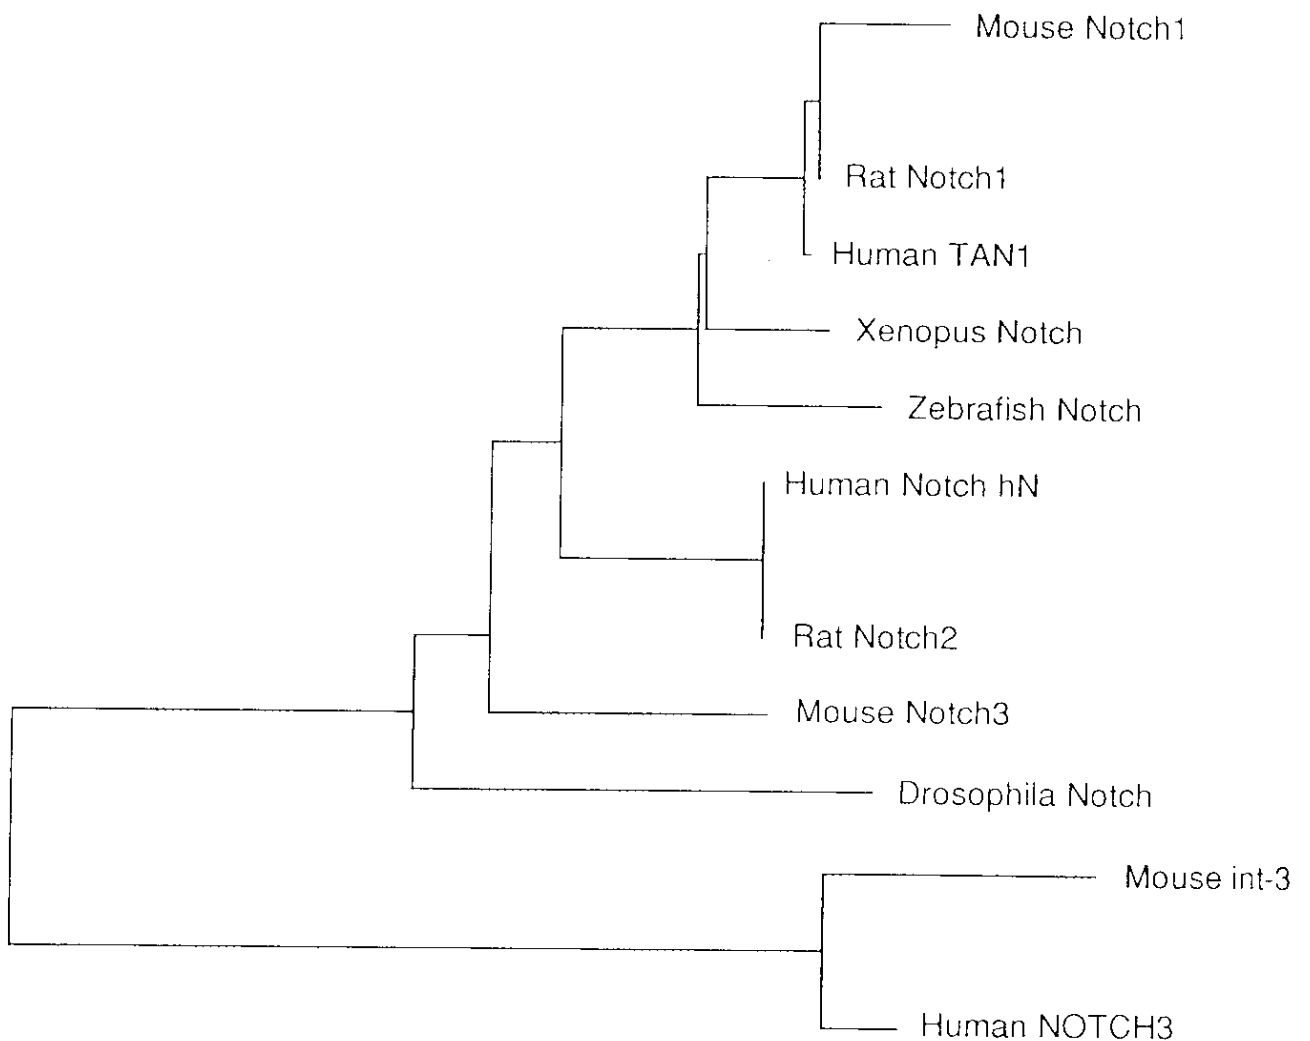 Mouse Notch1
Rat Notch1
Human TAN1
Xenopus Notch
Zebrafish Notch
Human Notch hN
Rat Notch2
Mouse Notch3
Drosophila Notch
Mouse int-3
Human NOTCH3